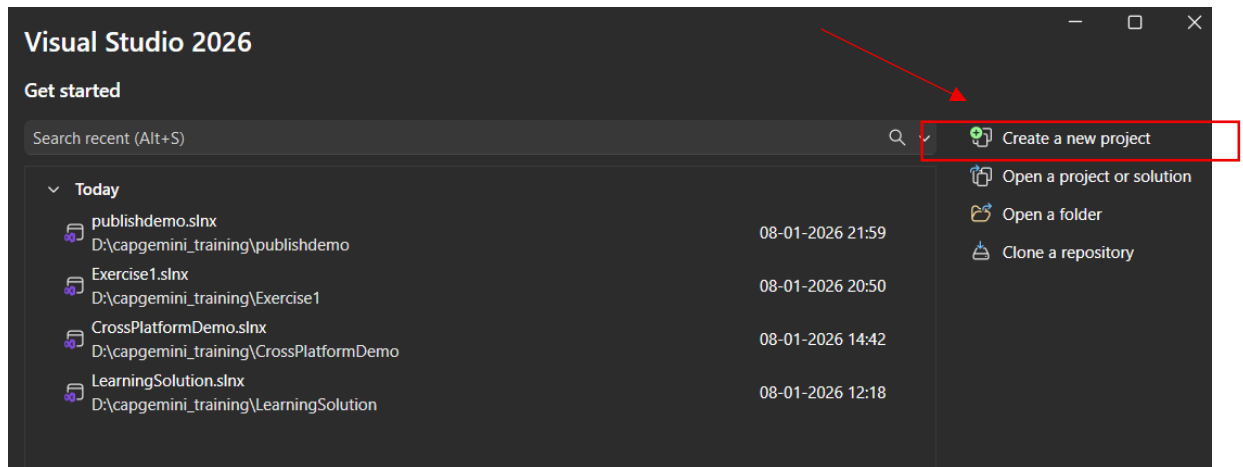 Visual Studio 2026
Get started
Search recent (Alt+S)
Today
publishdemo.slnx
D:\capgemini_training\publishdemo
08-01-2026 21:59
Exercise1.slnx
D:\capgemini_training\Exercise1
08-01-2026 20:50
CrossPlatformDemo.slnx
D:\capgemini_training\CrossPlatformDemo
08-01-2026 14:42
LearningSolution.slnx
D:\capgemini_training\LearningSolution
08-01-2026 12:18
Create a new project
Open a project or solution
Open a folder
Clone a repository